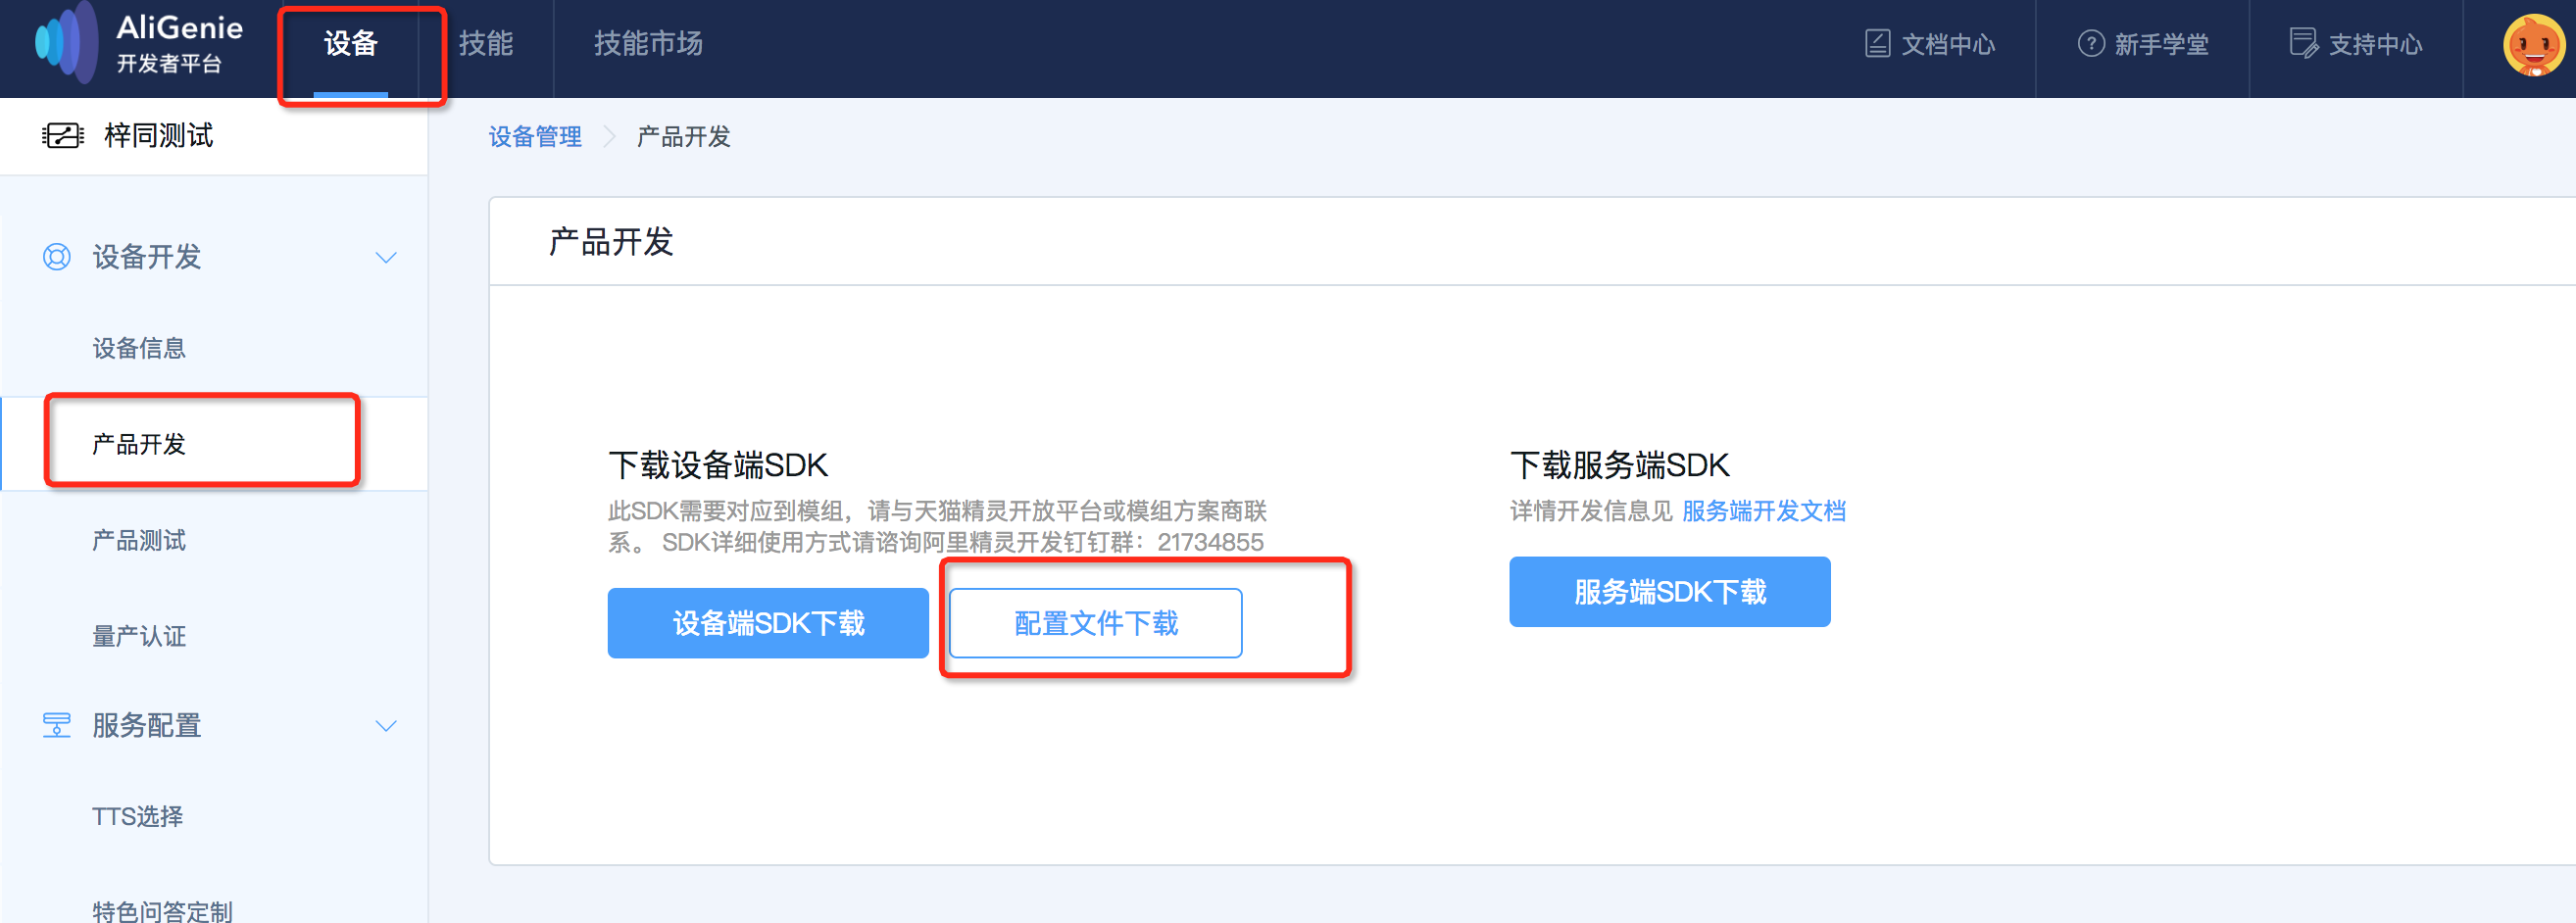 AliGenie
开发者平台
设备
技能
技能市场
文档中心
新手学堂
支持中心
梓同测试
设备管理
产品开发
设备开发
设备信息
产品开发
产品测试
量产认证
服务配置
TTS选择
特色问答定制
产品开发
下载设备端SDK
此SDK需要对应到模组，请与天猫精灵开放平台或模组方案商联
系。 SDK详细使用方式请咨询阿里精灵开发钉钉群：21734855
设备端SDK下载
配置文件下载
下载服务端SDK
详情开发信息见 服务端开发文档
服务端SDK下载